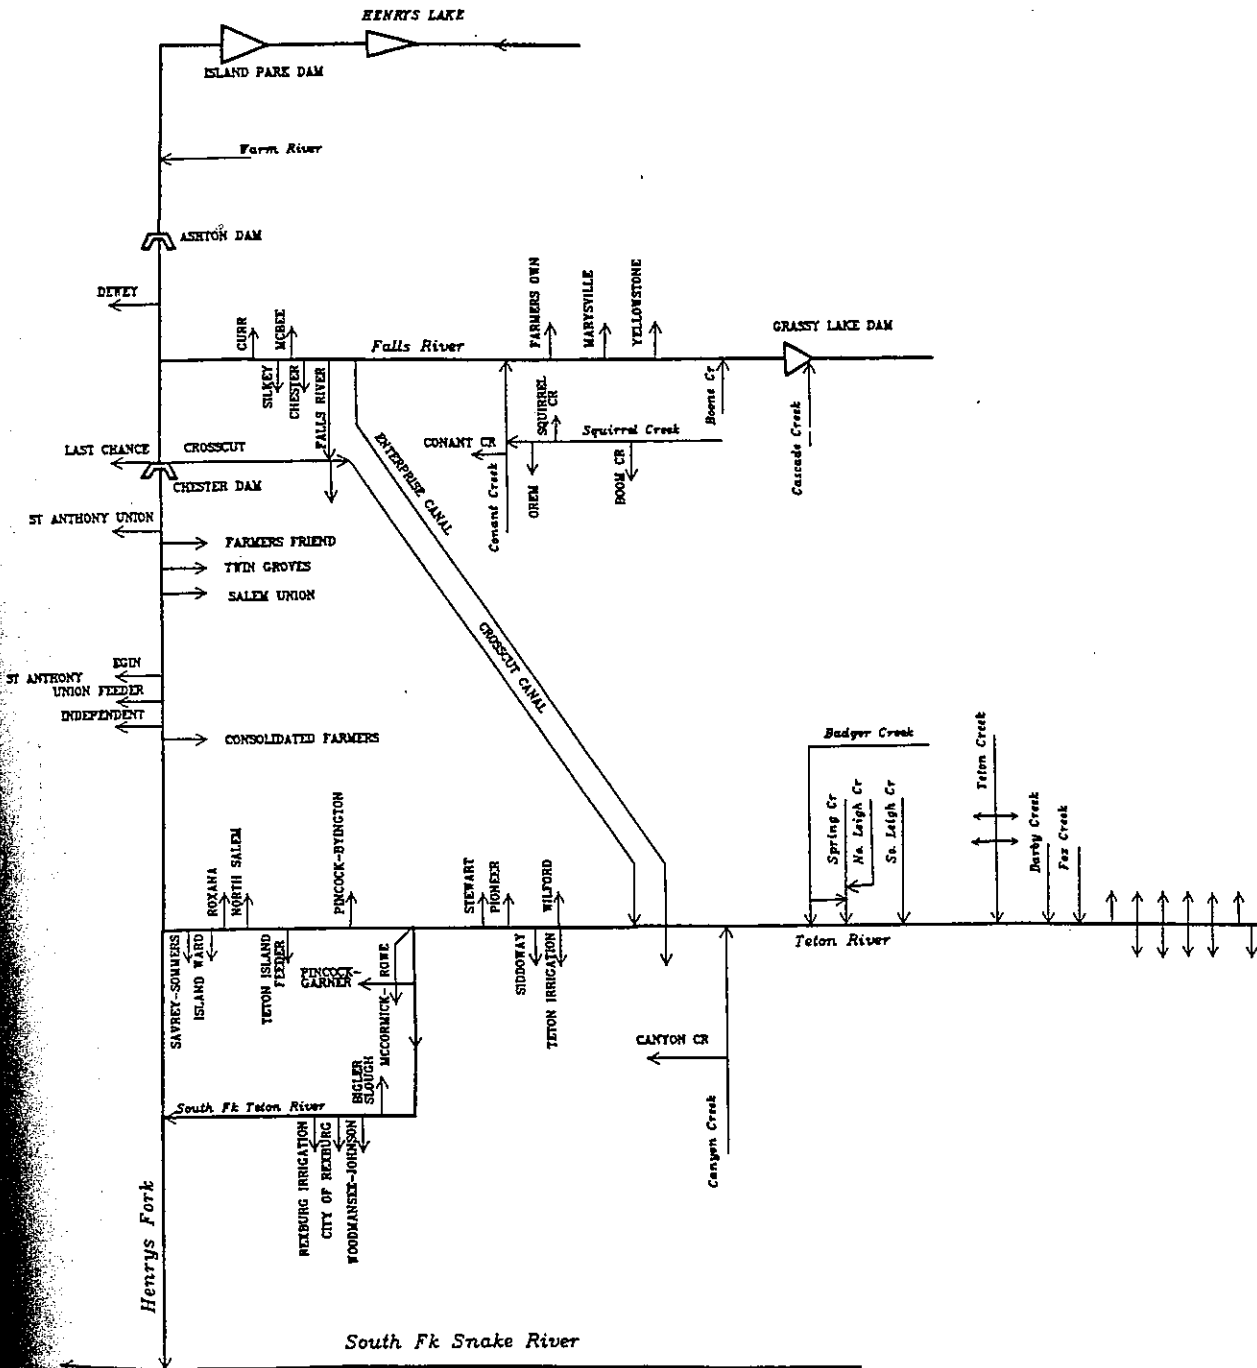 HENRYS LAKE
ISLAND PARK DAM
Warm River
ASHTON DAM
DEWEY
CURR
MCBEE
Falls River
FARMERS OWN
MARYSVILLE
YELLOWSTONE
GRASSY LAKE DAM
SILKEY
CHESTER
FALLS RIVER
SQUIRREL
CR
Squirrel Creek
Boone Cr
Cascade Creek
LAST CHANCE
CROSSCUT
ENTERPRISE CANAL
CONANT CR
Conant Creek
OREM
BOOM CR
CHESTER DAM
ST ANTHONY UNION
FARMERS FRIEND
TWIN GROVES
SALEM UNION
CROSSCUT CANAL
EGIN
ST ANTHONY
UNION FEEDER
INDEPENDENT
CONSOLIDATED FARMERS
Badger Creek
Teton Creek
Spring Cr
No. Leigh Cr
So. Leigh Cr
Darby Creek
Fox Creek
ROXANA
NORTH SALEM
PINCOCK-BYINGTON
STEWART
PIONEER
WILFORD
Teton River
SAVREY-SOMMERS
ISLAND WARD
TETON ISLAND
FEEDER
PINCOCK-
GARNER
MCCORMICK-ROWE
SIDDOWAY
TETON IRRIGATION
CANYON CR
Canyon Creek
BIGLER
SLOUGH
South Fk Teton River
REXBURG IRRIGATION
CITY OF REXBURG
WOODMANSEE-JOHNSON
Henrys Fork
South Fk Snake River